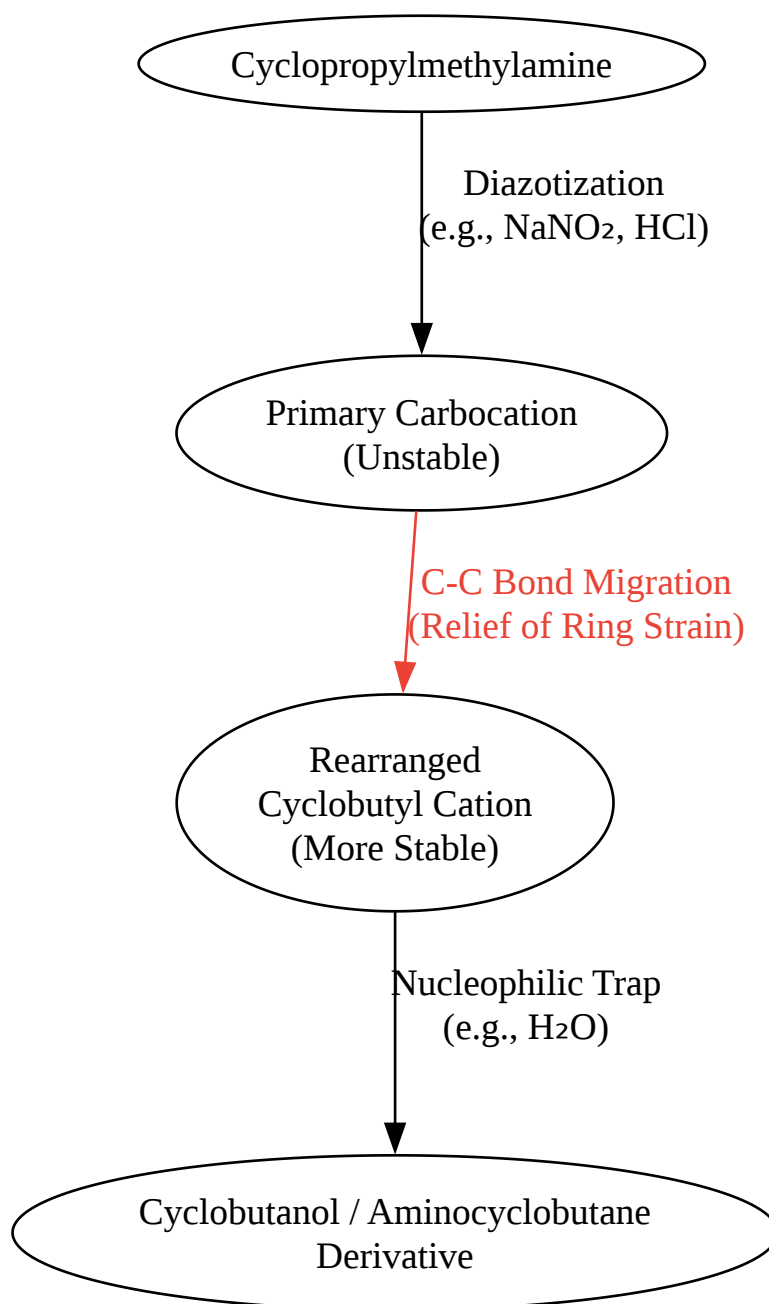 Cyclopropylmethylamine
Diazotization
(e.g., NaNO₂, HCl)
Primary Carbocation
(Unstable)
C-C Bond Migration
(Relief of Ring Strain)
Rearranged
Cyclobutyl Cation
(More Stable)
Nucleophilic Trap
(e.g., H₂O)
Cyclobutanol / Aminocyclobutane
Derivative